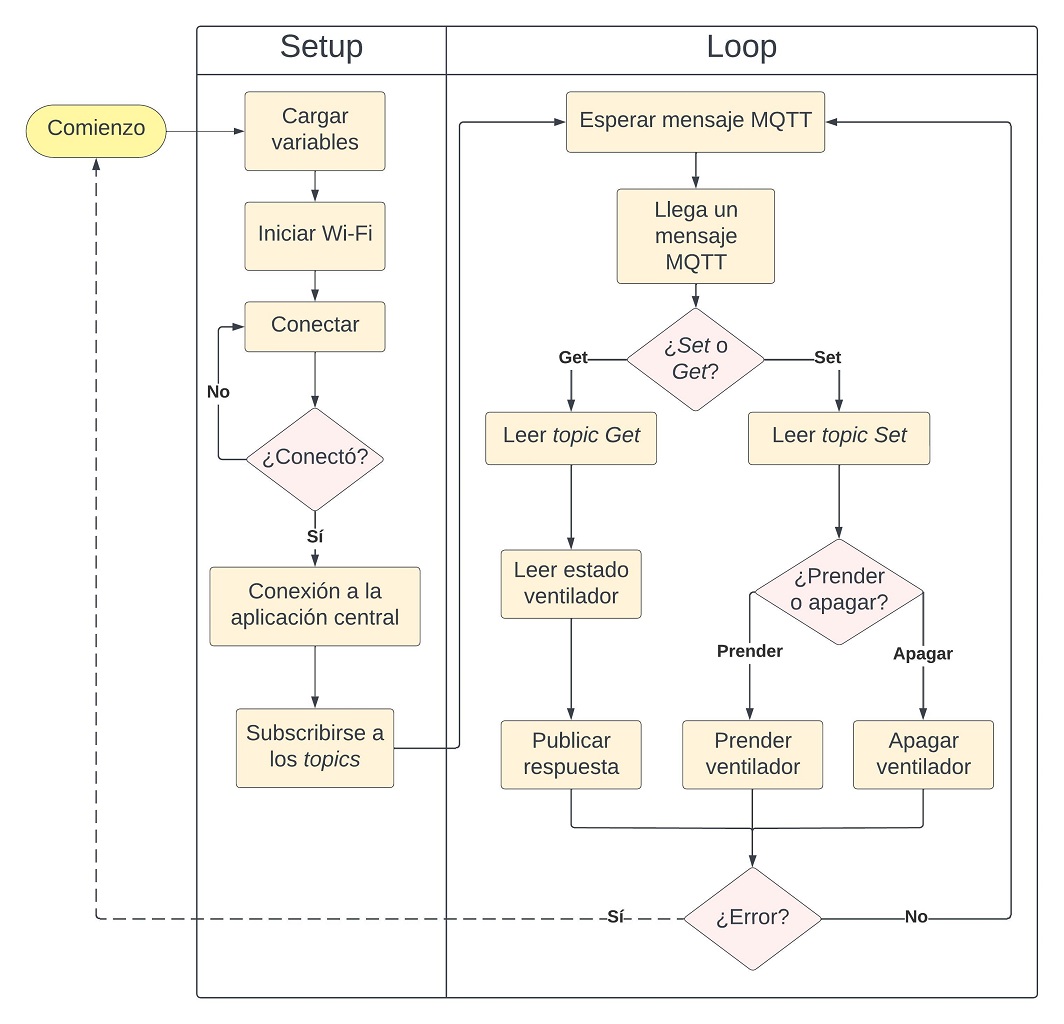 Setup
Loop
Comienzo
Cargar
variables
Iniciar Wi-Fi
Conectar
No
¿Conectó?
Sí
Conexión a la
aplicación central
Subscribirse a
los topics
Esperar mensaje MQTT
Llega un
mensaje
MQTT
¿Set o
Get?
Get
Set
Leer topic Get
Leer topic Set
Leer estado
ventilador
¿Prender
o apagar?
Prender
Apagar
Publicar
respuesta
Prender
ventilador
Apagar
ventilador
¿Error?
Sí
No